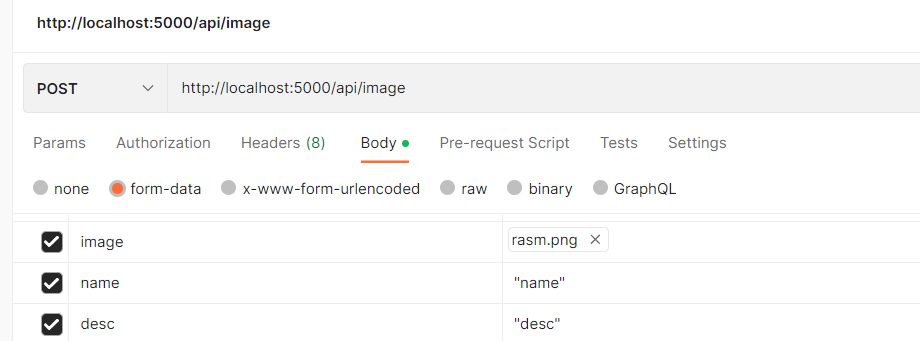 http://localhost:5000/api/image
POST http://localhost:5000/api/image
Params Authorization Headers (8) Body Pre-request Script Tests Settings
none form-data x-www-form-urlencoded raw binary GraphQL
image rasm.png
name "name"
desc "desc"